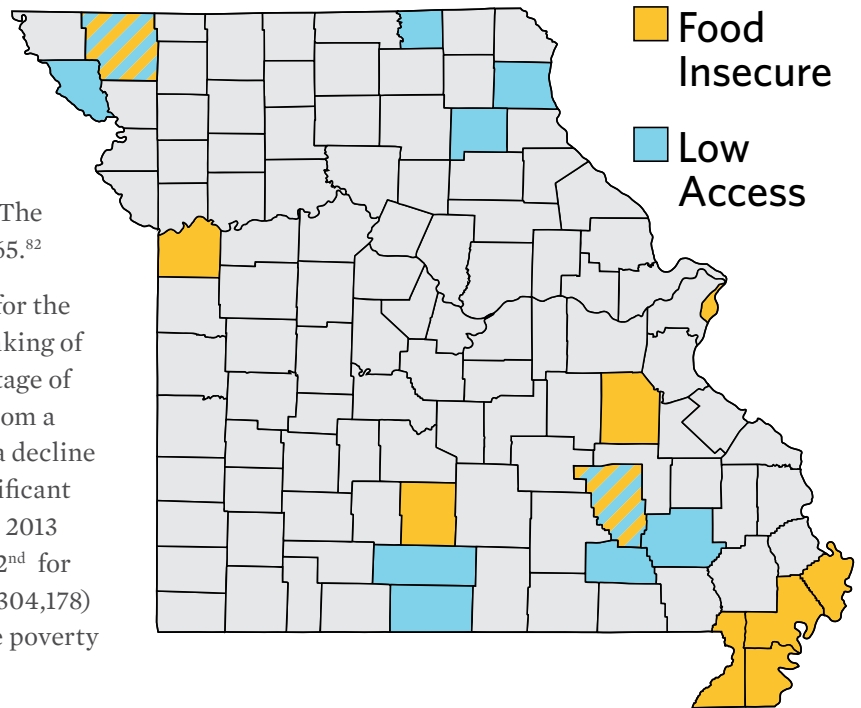 Food
Insecure
Low
Access
The
65.82
for the
king of
tage of
om a
a decline
ificant
2013
2nd for
304,178)
e poverty